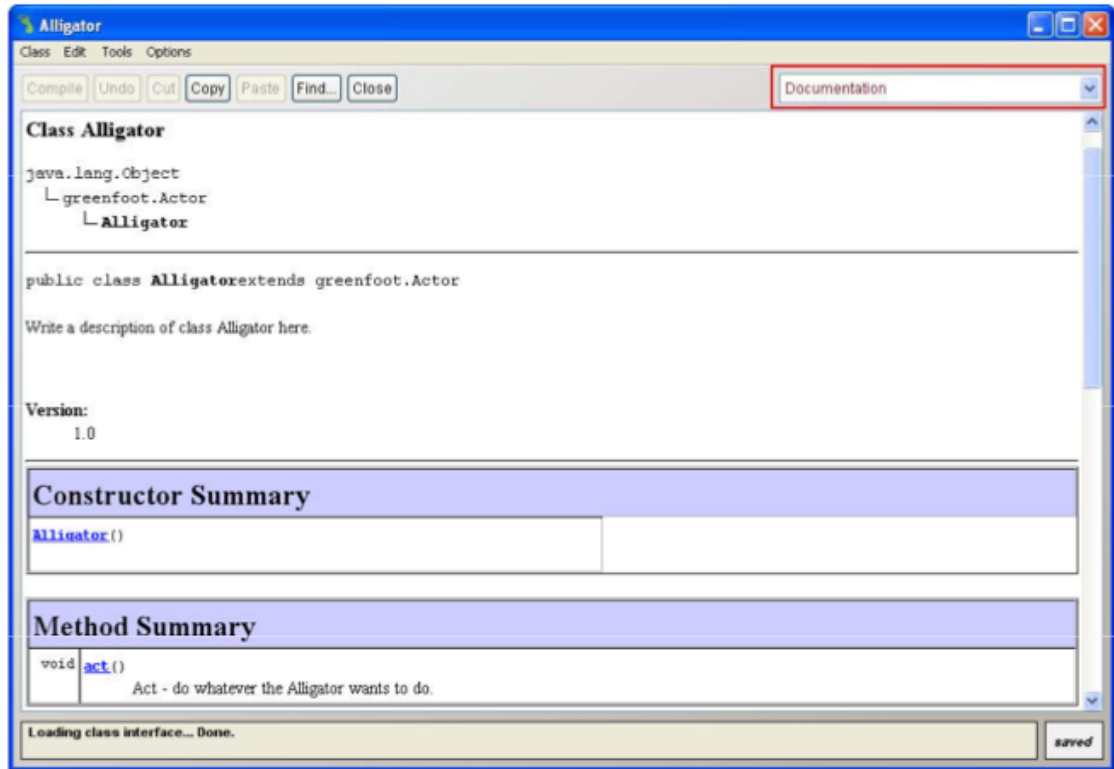 Alligator
Class Edit Tools Options
Compile Undo Cut Copy Paste Find... Close Documentation
Class Alligator
java.lang.Object
greenfoot.Actor
Alligator
public class Alligatorextends greenfoot.Actor
Write a description of class Alligator here.
Version:
1.0
Constructor Summary
Alligator()
Method Summary
void act()
Act - do whatever the Alligator wants to do.
Loading class interface... Done.
saved